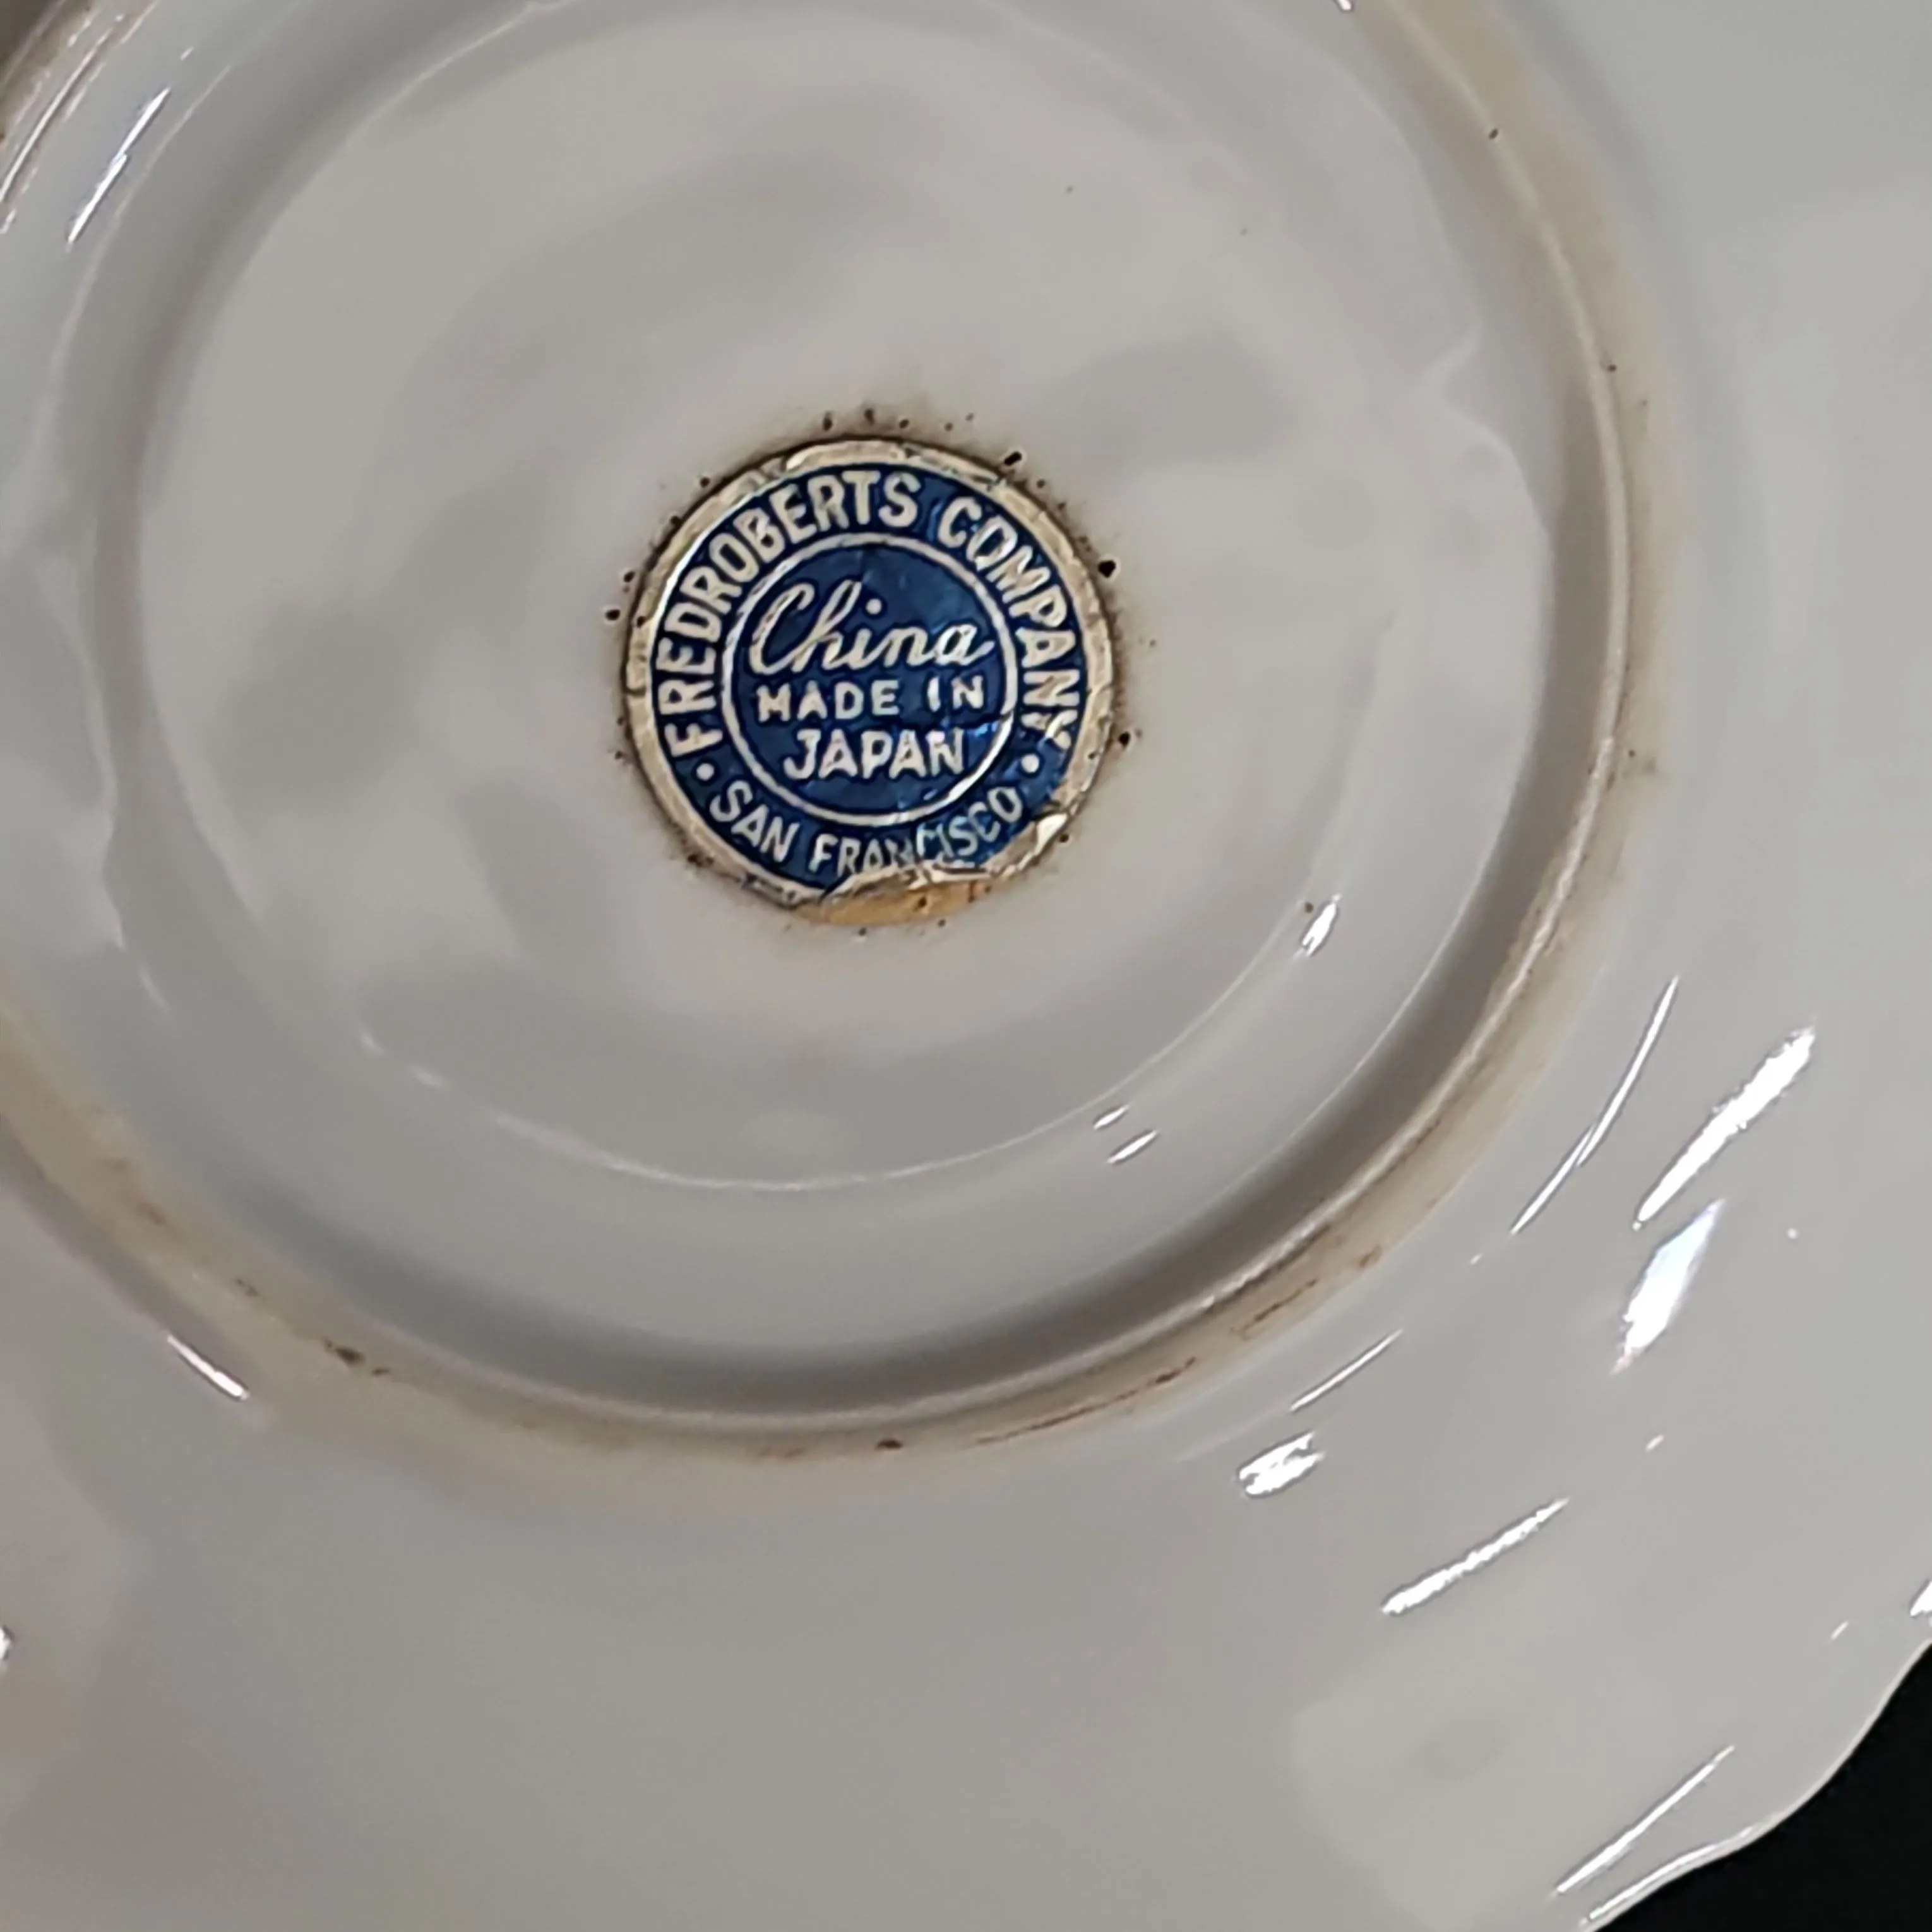 FREDROBERTS COMPANY
China
MADE IN
JAPAN
• SAN FRANCISCO •